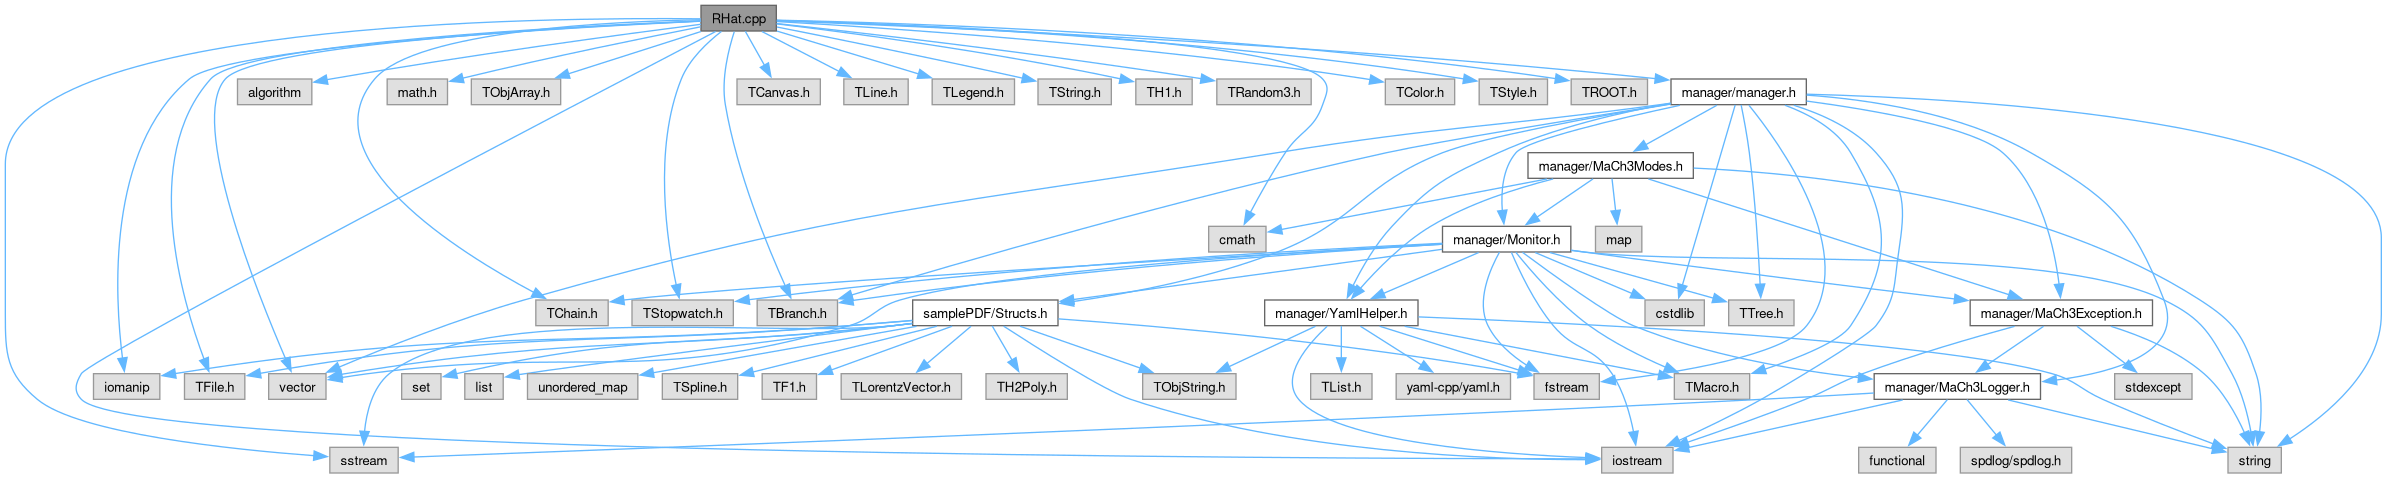 RHat.cpp
algorithm
math.h
TObjArray.h
TCanvas.h
TLine.h
TLegend.h
TString.h
TH1.h
TRandom3.h
TColor.h
TStyle.h
TROOT.h
manager/manager.h
manager/MaCh3Modes.h
cmath
manager/Monitor.h
map
TChain.h
TStopwatch.h
TBranch.h
samplePDF/Structs.h
manager/YamlHelper.h
cstdlib
TTree.h
manager/MaCh3Exception.h
iomanip
TFile.h
vector
set
list
unordered_map
TSpline.h
TF1.h
TLorentzVector.h
TH2Poly.h
TObjString.h
TList.h
yaml-cpp/yaml.h
fstream
TMacro.h
manager/MaCh3Logger.h
stdexcept
sstream
iostream
functional
spdlog/spdlog.h
string